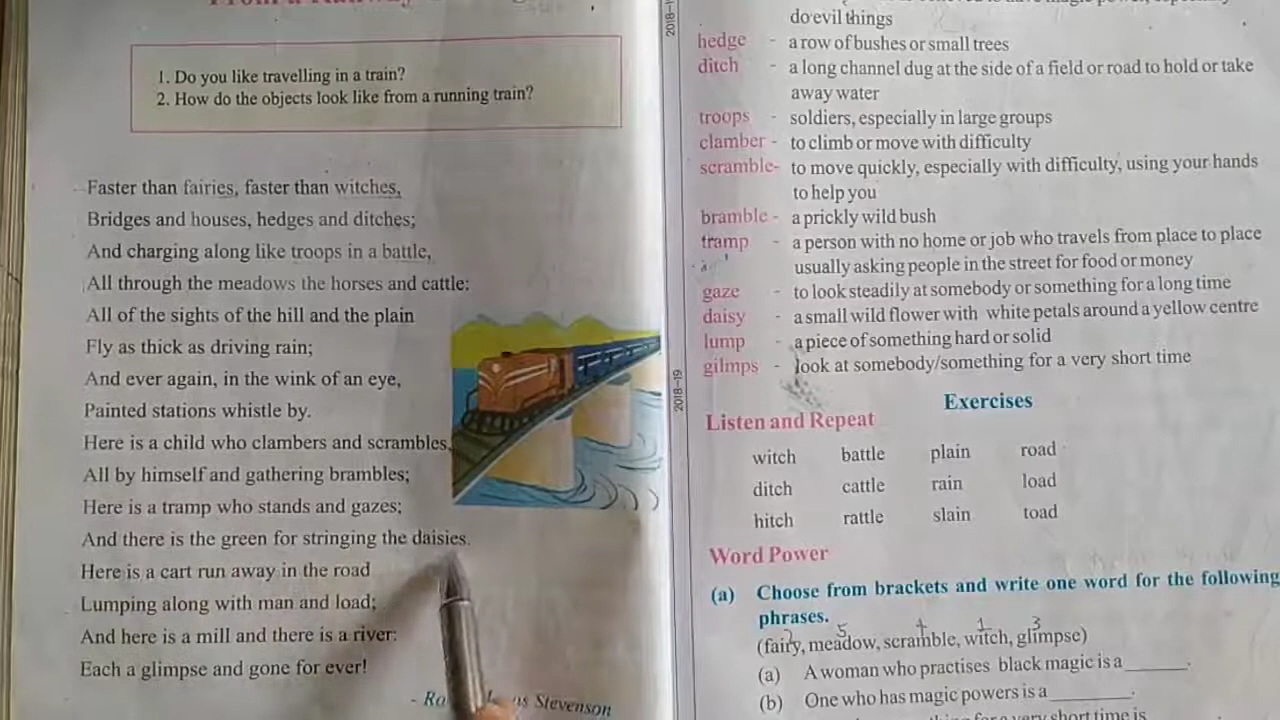 1. Do you like travelling in a train?
2. How do the objects look like from a running train?
Faster than fairies, faster than witches,
Bridges and houses, hedges and ditches;
And charging along like troops in a battle,
All through the meadows the horses and cattle:
All of the sights of the hill and the plain
Fly as thick as driving rain;
And ever again, in the wink of an eye,
Painted stations whistle by.
Here is a child who clambers and scrambles,
All by himself and gathering brambles;
Here is a tramp who stands and gazes;
And there is the green for stringing the daisies.
Here is a cart run away in the road
Lumping along with man and load;
And here is a mill and there is a river:
Each a glimpse and gone for ever!
Stevenson
2018-19
do evil things
hedge - a row of bushes or small trees
ditch - a long channel dug at the side of a field or road to hold or take
away water
troops - soldiers, especially in large groups
clamber - to climb or move with difficulty
scramble- to move quickly, especially with difficulty, using your hands
to help you
bramble - a prickly wild bush
tramp - a person with no home or job who travels from place to place
usually asking people in the street for food or money
gaze - to look steadily at somebody or something for a long time
daisy - a small wild flower with white petals around a yellow centre
lump - a piece of something hard or solid
gilmps - look at somebody/something for a very short time
Exercises
Listen and Repeat
witch battle plain road
ditch cattle rain load
hitch rattle slain toad
Word Power
(a) Choose from brackets and write one word for the following
phrases.
2 5 4 1 3
(fairy, meadow, scramble, witch, glimpse)
(a) A woman who practises black magic is a ______.
(b) One who has magic powers is a ________.
thing for a very short time is